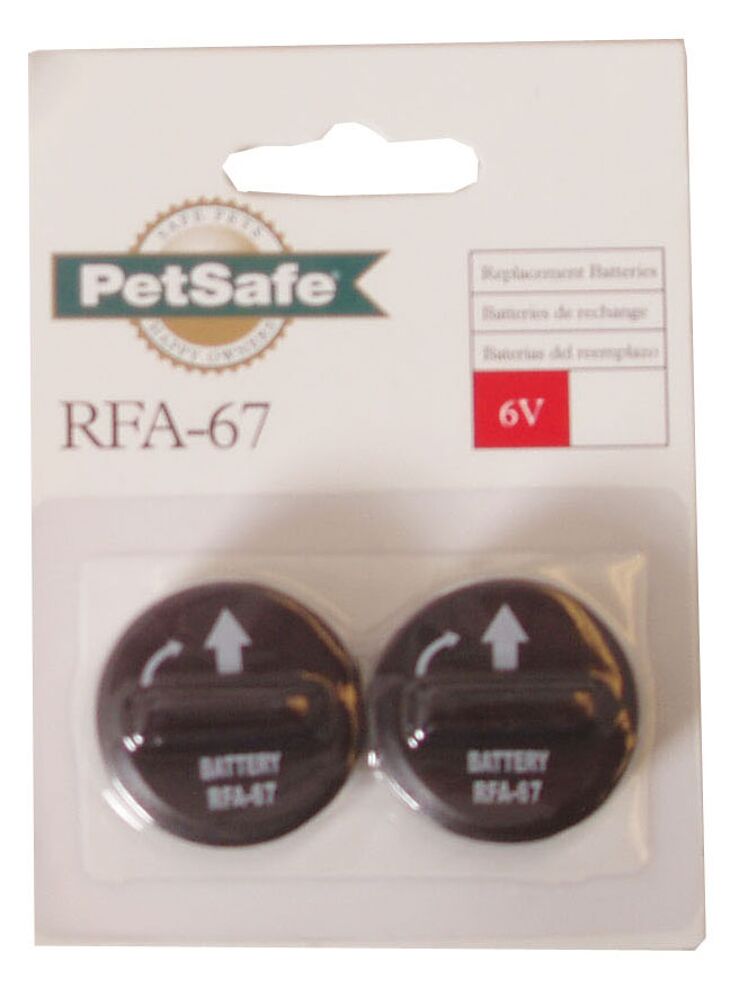 SAFE PETS
PetSafe®
HAPPY OWNERS
RFA-67
Replacement Batteries
Batteries de rechange
Baterias del reemplazo
6V
BATTERY
RFA-67
BATTERY
RFA-67